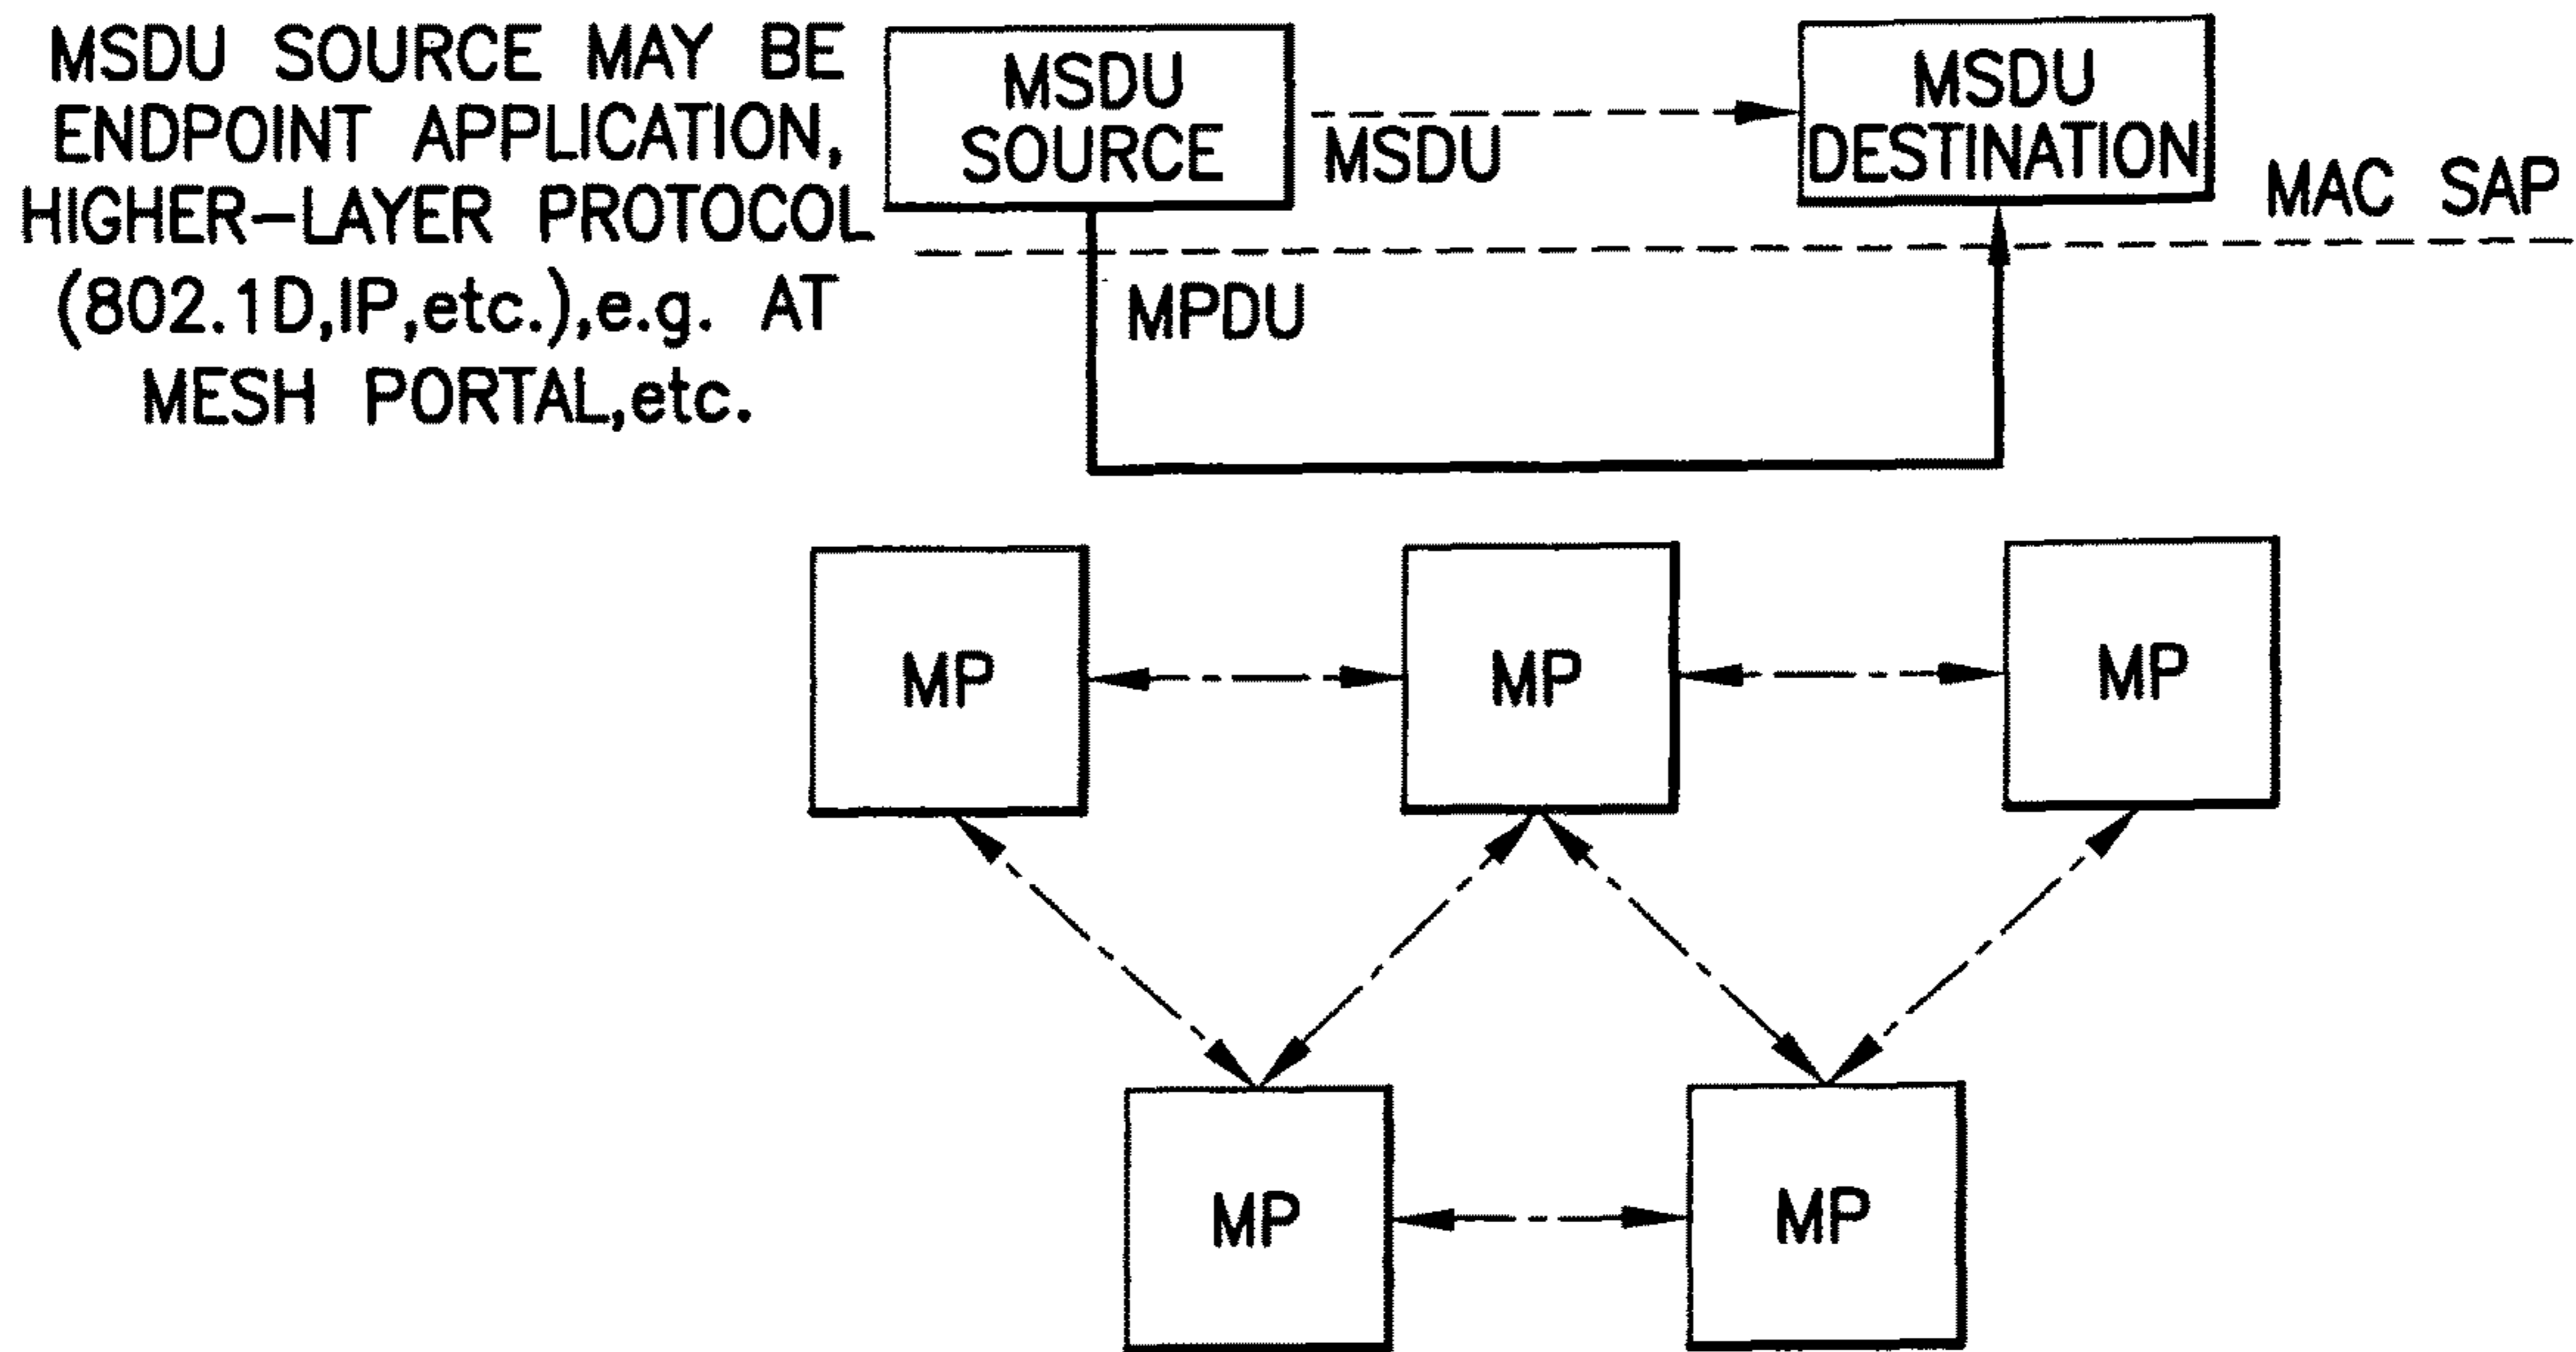 MSDU SOURCE MAY BE
ENDPOINT APPLICATION,
HIGHER-LAYER PROTOCOL
(802.1D,IP,etc.),e.g. AT
MESH PORTAL,etc.
MSDU
SOURCE
MSDU
MSDU
DESTINATION
MAC SAP
MPDU
MP
MP
MP
MP
MP